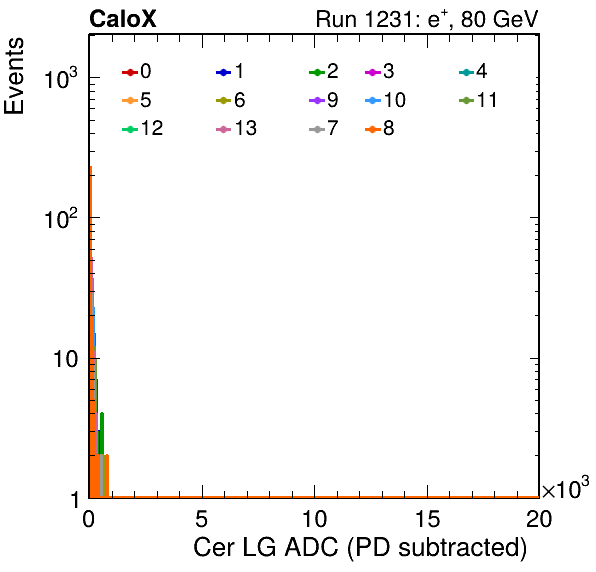 CaloX Run 1231: e⁺, 80 GeV
Events
10³
10²
10
1
0 1 2 3 4
5 6 9 10 11
12 13 7 8
0 5 10 15 20
×10³
Cer LG ADC (PD subtracted)